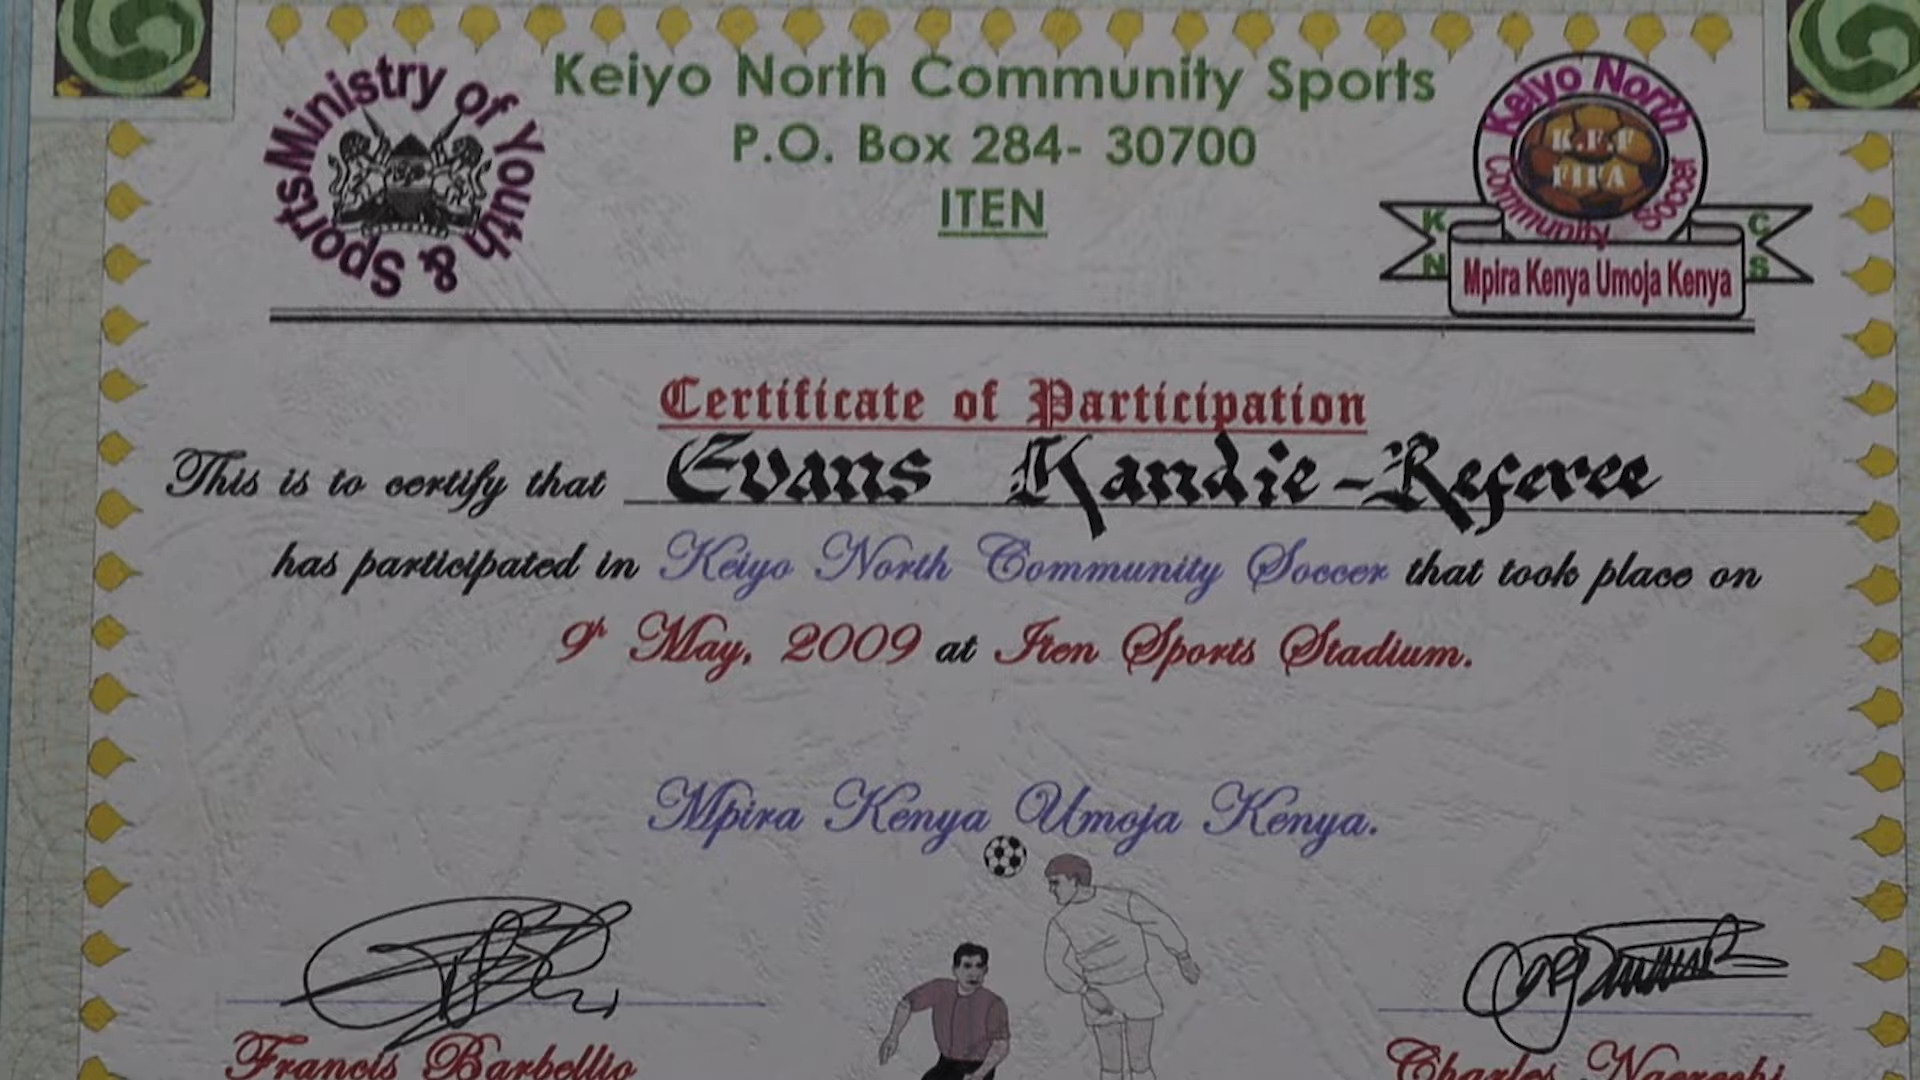 Keiyo North Community Sports
P.O. Box 284- 30700
ITEN
Ministry of Youth & Sports
Keiyo North Community Soccer
K.F.F
FIFA
K N C S
Mpira Kenya Umoja Kenya
Certificate of Participation
This is to certify that Evans Kandie-Referee
has participated in Keiyo North Community Soccer that took place on
9th May, 2009 at Iten Sports Stadium.
Mpira Kenya Umoja Kenya.
Francis Barbellio
Charles